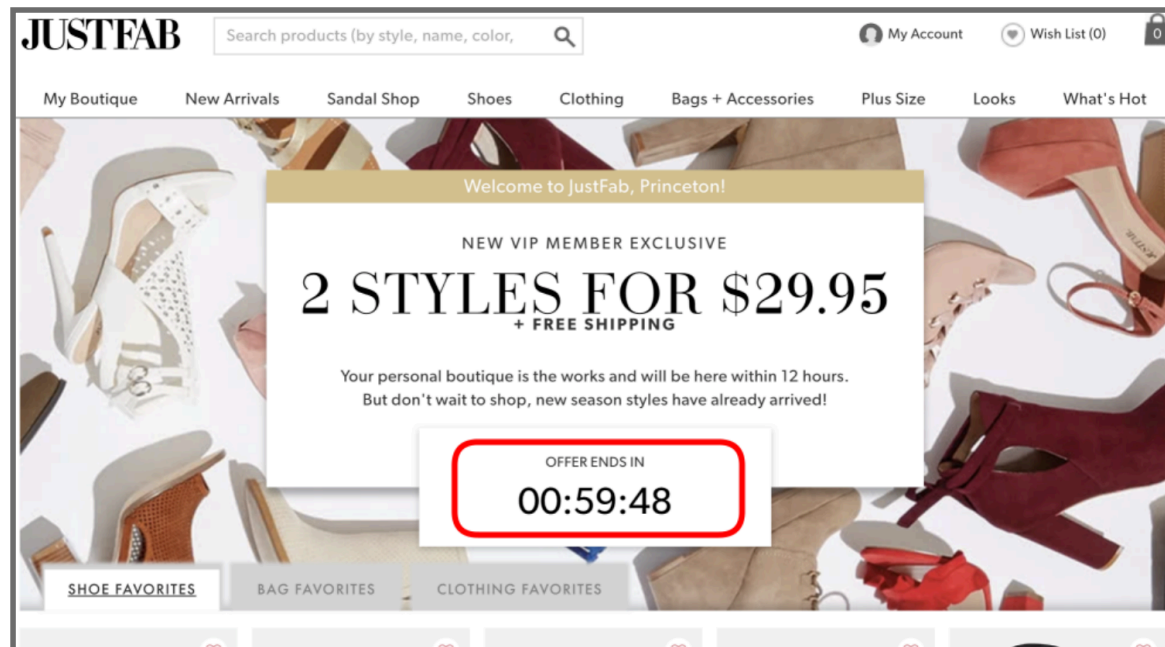 JUSTFAB
Search products (by style, name, color,
My Account
Wish List (0)
0
My Boutique New Arrivals Sandal Shop Shoes Clothing Bags + Accessories Plus Size Looks What's Hot
Welcome to JustFab, Princeton!
NEW VIP MEMBER EXCLUSIVE
2 STYLES FOR $29.95
+ FREE SHIPPING
Your personal boutique is the works and will be here within 12 hours.
But don't wait to shop, new season styles have already arrived!
OFFER ENDS IN
00:59:48
SHOE FAVORITES BAG FAVORITES CLOTHING FAVORITES